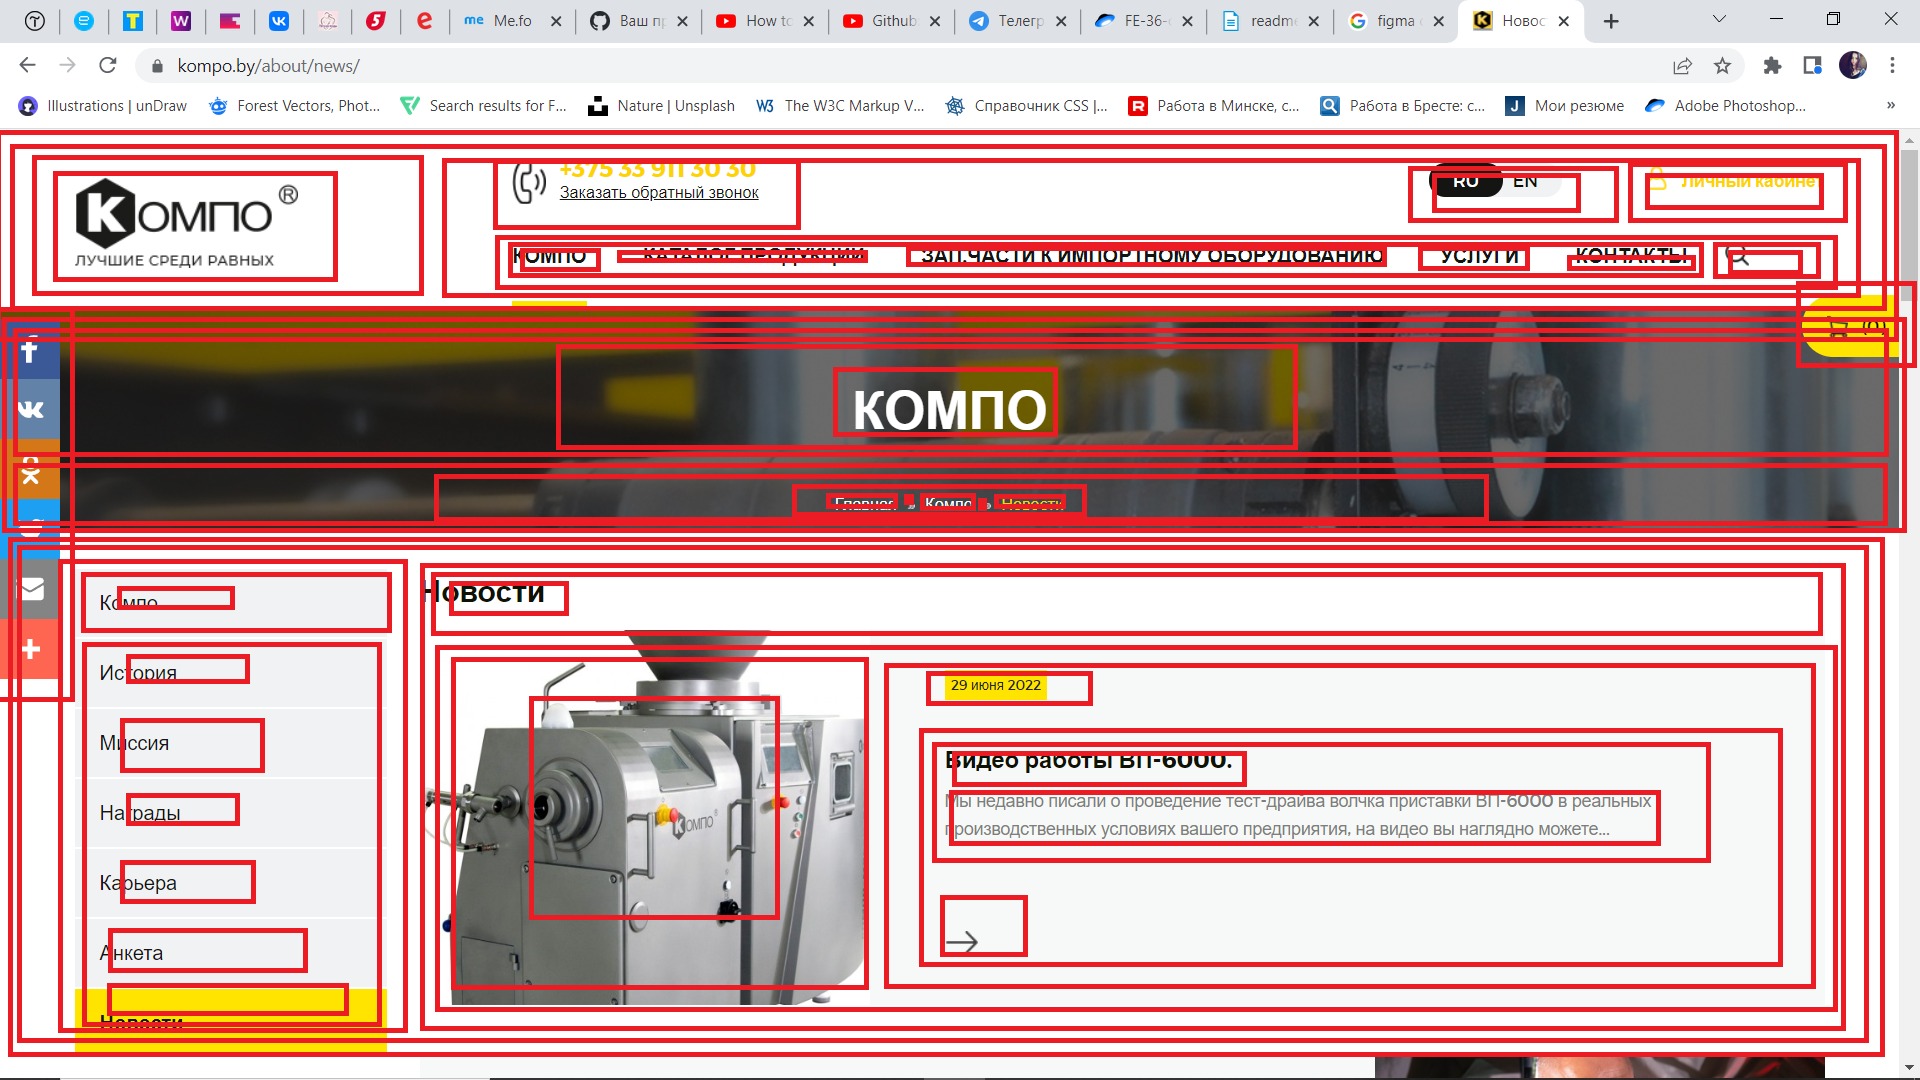 Me.fo
Ваш пр
How to
Github
Телегр
FE-36-
readme
figma
Новос
kompo.by/about/news/
Illustrations | unDraw
Forest Vectors, Phot...
Search results for F...
Nature | Unsplash
The W3C Markup V...
Справочник CSS |...
Работа в Минске, с...
Работа в Бресте: с...
Мои резюме
Adobe Photoshop...
»
КОМПО ®
ЛУЧШИЕ СРЕДИ РАВНЫХ
+375 33 911 30 30
Заказать обратный звонок
RU EN
Личный кабинет
КОМПО
КАТАЛОГ ПРОДУКЦИИ
ЗАПЧАСТИ К ИМПОРТНОМУ ОБОРУДОВАНИЮ
УСЛУГИ
КОНТАКТЫ
(0)
КОМПО
Главная » Компо » Новости
Компо
История
Миссия
Награды
Карьера
Анкета
Новости
Новости
КОМПО
29 июня 2022
Видео работы ВП-6000.
Мы недавно писали о проведение тест-драйва волчка приставки ВП-6000 в реальных
производственных условиях вашего предприятия, на видео вы наглядно можете...